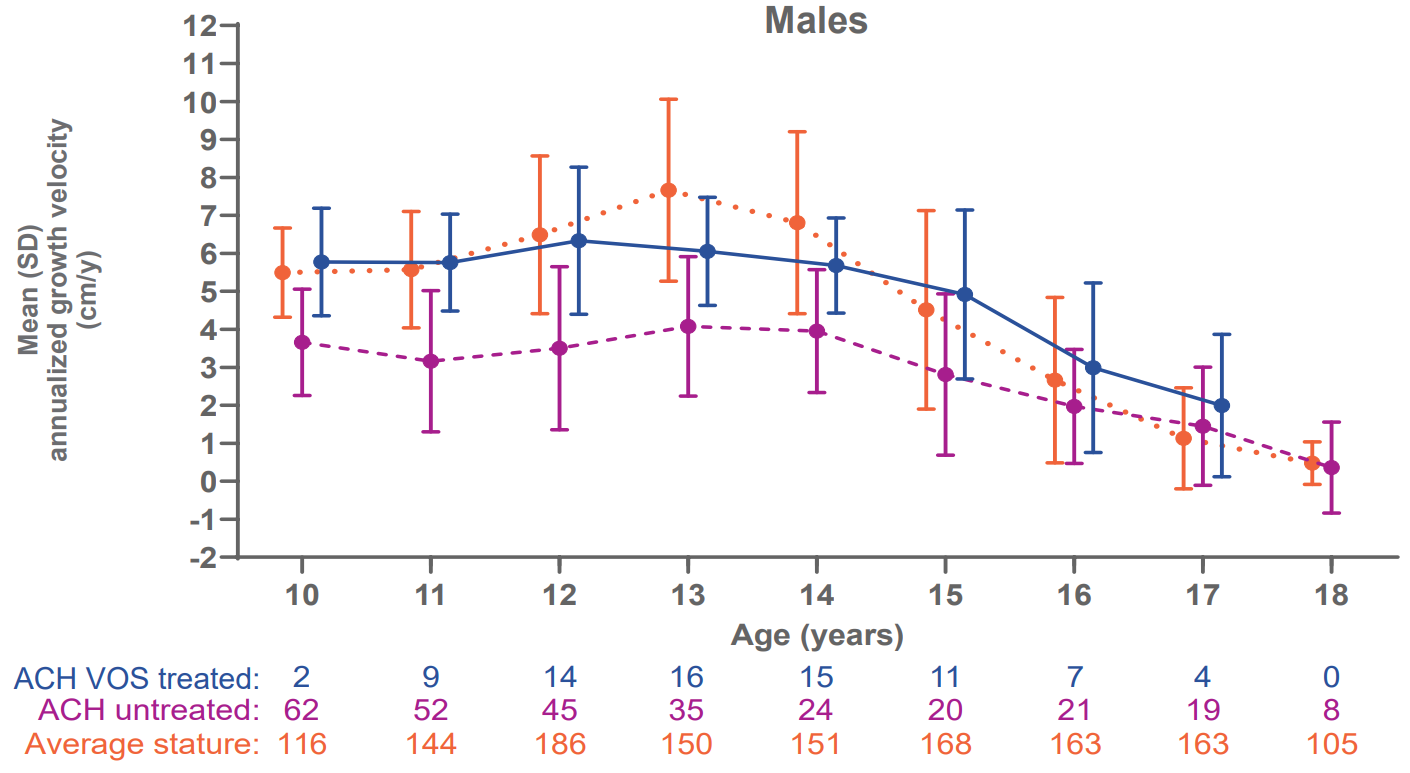 Males
12
11
10
9
8
7
6
5
4
3
2
1
0
-1
-2
Mean (SD)
annualized growth velocity
(cm/y)
10 11 12 13 14 15 16 17 18
Age (years)
ACH VOS treated: 2 9 14 16 15 11 7 4 0
ACH untreated: 62 52 45 35 24 20 21 19 8
Average stature: 116 144 186 150 151 168 163 163 105